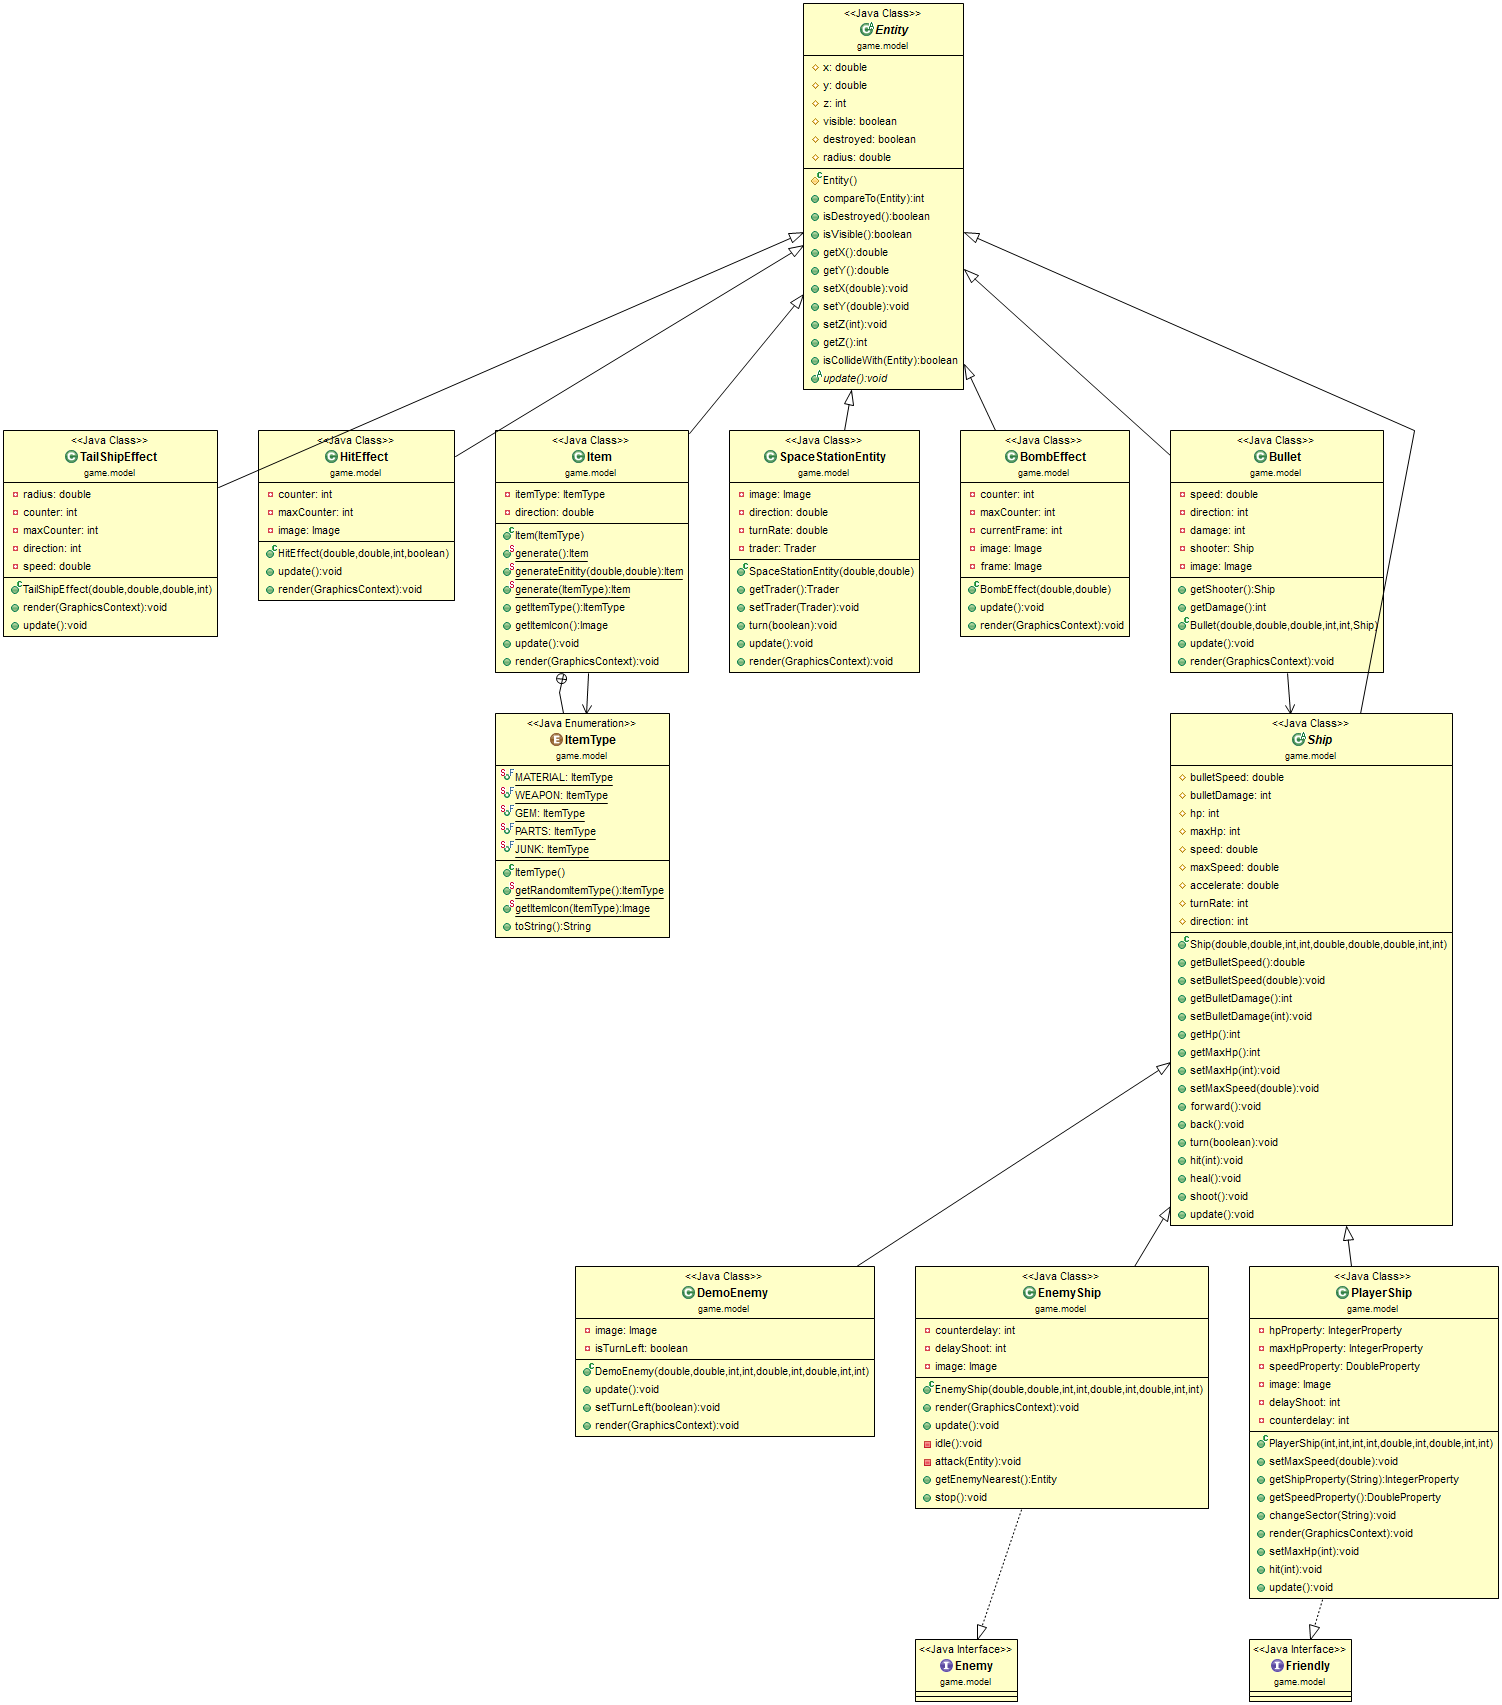 <<Java Class>>
Entity
game.model
x: double
y: double
z: int
visible: boolean
destroyed: boolean
radius: double
Entity()
compareTo(Entity):int
isDestroyed():boolean
isVisible():boolean
getX():double
getY():double
setX(double):void
setY(double):void
setZ(int):void
getZ():int
isCollideWith(Entity):boolean
update():void
<<Java Class>>
TailShipEffect
game.model
radius: double
counter: int
maxCounter: int
direction: int
speed: double
TailShipEffect(double,double,double,int)
render(GraphicsContext):void
update():void
<<Java Class>>
HitEffect
game.model
counter: int
maxCounter: int
image: Image
HitEffect(double,double,int,boolean)
update():void
render(GraphicsContext):void
<<Java Class>>
Item
game.model
itemType: ItemType
direction: double
Item(ItemType)
generate():Item
generateEnitity(double,double):Item
generate(ItemType):Item
getItemType():ItemType
getItemIcon():Image
update():void
render(GraphicsContext):void
<<Java Class>>
SpaceStationEntity
game.model
image: Image
direction: double
turnRate: double
trader: Trader
SpaceStationEntity(double,double)
getTrader():Trader
setTrader(Trader):void
turn(boolean):void
update():void
render(GraphicsContext):void
<<Java Class>>
BombEffect
game.model
counter: int
maxCounter: int
currentFrame: int
image: Image
frame: Image
BombEffect(double,double)
update():void
render(GraphicsContext):void
<<Java Class>>
Bullet
game.model
speed: double
direction: int
damage: int
shooter: Ship
image: Image
getShooter():Ship
getDamage():int
Bullet(double,double,double,int,int,Ship)
update():void
render(GraphicsContext):void
<<Java Enumeration>>
ItemType
game.model
MATERIAL: ItemType
WEAPON: ItemType
GEM: ItemType
PARTS: ItemType
JUNK: ItemType
ItemType()
getRandomItemType():ItemType
getItemIcon(ItemType):Image
toString():String
<<Java Class>>
Ship
game.model
bulletSpeed: double
bulletDamage: int
hp: int
maxHp: int
speed: double
maxSpeed: double
accelerate: double
turnRate: int
direction: int
Ship(double,double,int,int,double,double,double,int,int)
getBulletSpeed():double
setBulletSpeed(double):void
getBulletDamage():int
setBulletDamage(int):void
getHp():int
getMaxHp():int
setMaxHp(int):void
setMaxSpeed(double):void
forward():void
back():void
turn(boolean):void
hit(int):void
heal():void
shoot():void
update():void
<<Java Class>>
DemoEnemy
game.model
image: Image
isTurnLeft: boolean
DemoEnemy(double,double,int,int,double,int,double,int,int)
update():void
setTurnLeft(boolean):void
render(GraphicsContext):void
<<Java Class>>
EnemyShip
game.model
counterdelay: int
delayShoot: int
image: Image
EnemyShip(double,double,int,int,double,int,double,int,int)
render(GraphicsContext):void
update():void
idle():void
attack(Entity):void
getEnemyNearest():Entity
stop():void
<<Java Class>>
PlayerShip
game.model
hpProperty: IntegerProperty
maxHpProperty: IntegerProperty
speedProperty: DoubleProperty
image: Image
delayShoot: int
counterdelay: int
PlayerShip(int,int,int,int,double,int,double,int,int)
setMaxSpeed(double):void
getShipProperty(String):IntegerProperty
getSpeedProperty():DoubleProperty
changeSector(String):void
render(GraphicsContext):void
setMaxHp(int):void
hit(int):void
update():void
<<Java Interface>>
Enemy
game.model
<<Java Interface>>
Friendly
game.model